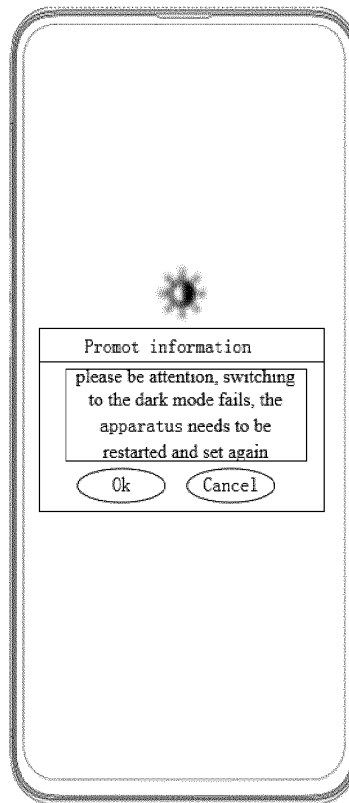 Promot information
please be attention, switching
to the dark mode fails, the
apparatus needs to be
restarted and set again
Ok
Cancel